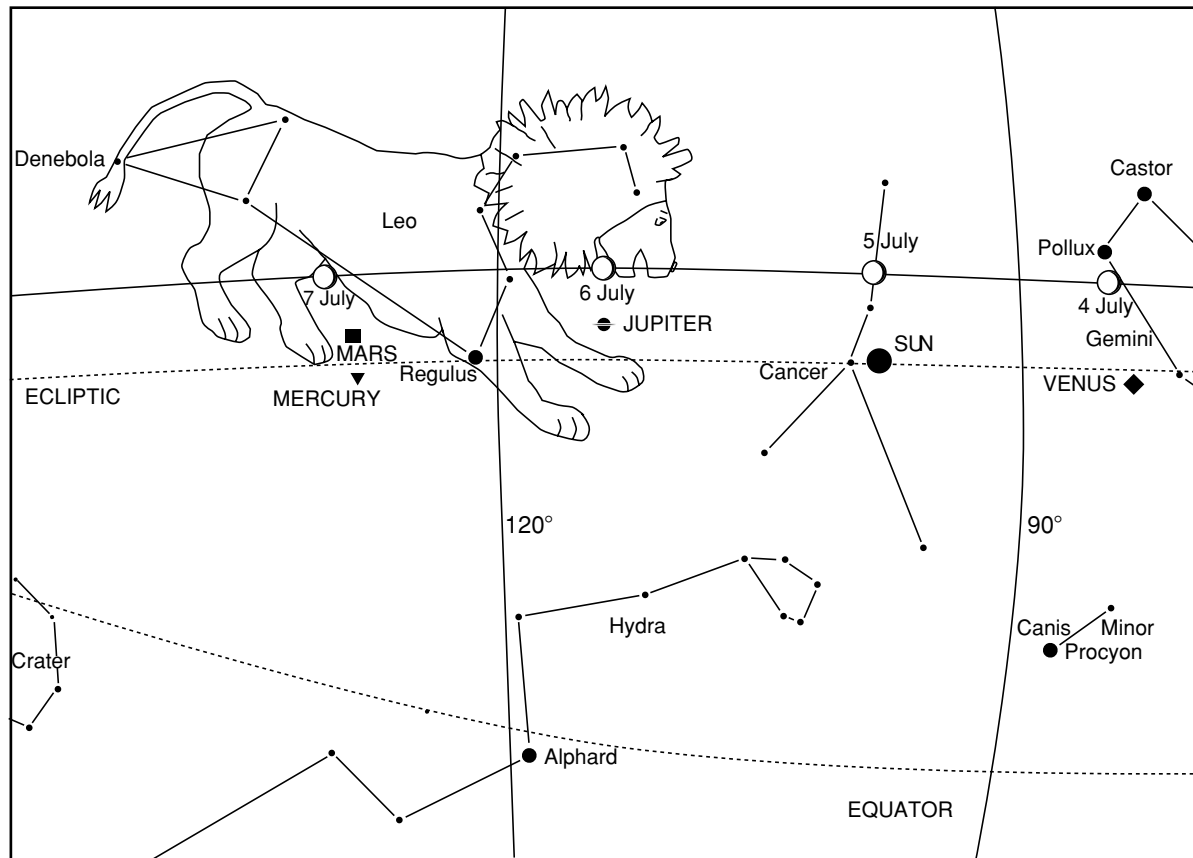 Denebola
Castor
Leo
5 July
Pollux
7 July
6 July
4 July
JUPITER
Gemini
MARS
SUN
Regulus
Cancer
ECLIPTIC
MERCURY
VENUS
120°
90°
Hydra
Canis Minor
Crater
Procyon
Alphard
EQUATOR